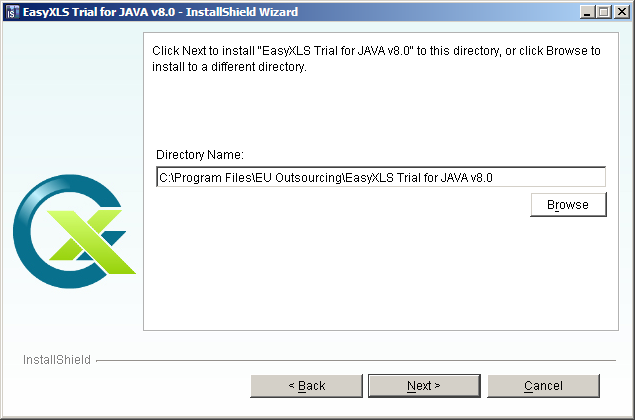 EasyXLS Trial for JAVA v8.0 - InstallShield Wizard
Click Next to install "EasyXLS Trial for JAVA v8.0" to this directory, or click Browse to
install to a different directory.
Directory Name:
C:\Program Files\EU Outsourcing\EasyXLS Trial for JAVA v8.0
Browse
InstallShield
< Back
Next >
Cancel